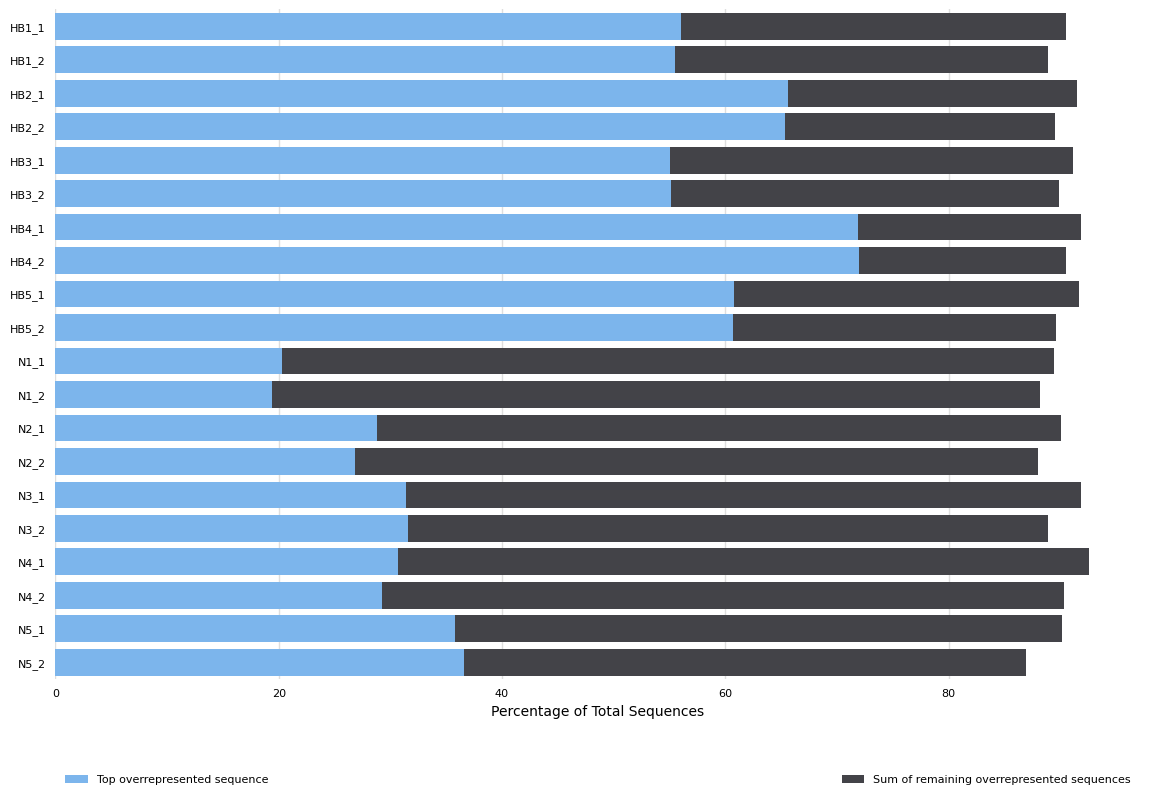 HB1_1
HB1_2
HB2_1
HB2_2
HB3_1
HB3_2
HB4_1
HB4_2
HB5_1
HB5_2
N1_1
N1_2
N2_1
N2_2
N3_1
N3_2
N4_1
N4_2
N5_1
N5_2
0 20 40 60 80
Percentage of Total Sequences
Top overrepresented sequence Sum of remaining overrepresented sequences